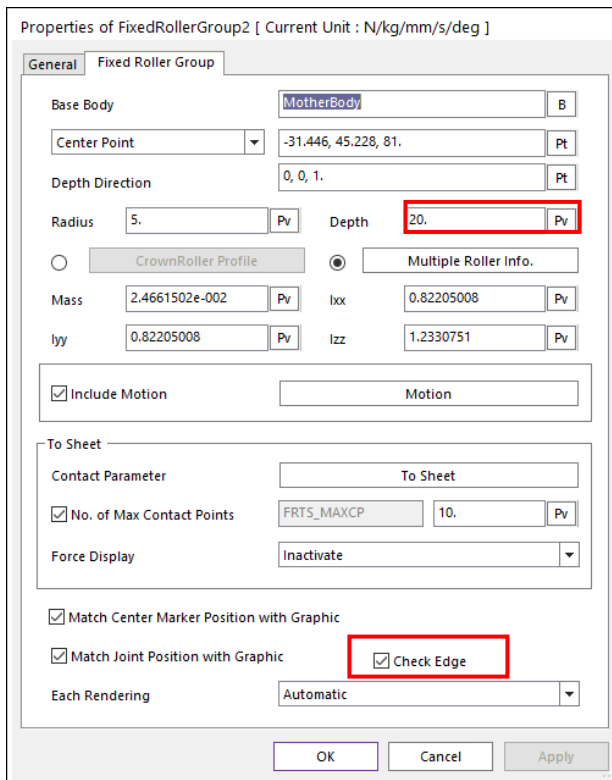 Properties of FixedRollerGroup2 [ Current Unit : N/kg/mm/s/deg ]
General Fixed Roller Group
Base Body MotherBody B
Center Point -31.446, 45.228, 81. Pt
Depth Direction 0, 0, 1. Pt
Radius 5. Pv Depth 20. Pv
CrownRoller Profile Multiple Roller Info.
Mass 2.4661502e-002 Pv Ixx 0.82205008 Pv
Iyy 0.82205008 Pv Izz 1.2330751 Pv
Include Motion Motion
To Sheet
Contact Parameter To Sheet
No. of Max Contact Points FRTS_MAXCP 10. Pv
Force Display Inactivate
Match Center Marker Position with Graphic
Match Joint Position with Graphic Check Edge
Each Rendering Automatic
OK Cancel Apply